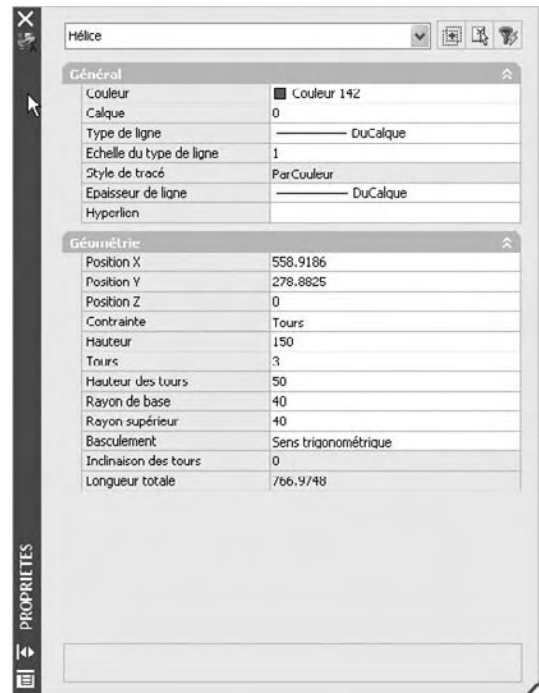 Hélice
Général
Couleur Couleur 142
Calque 0
Type de ligne DuCalque
Echelle du type de ligne 1
Style de tracé ParCouleur
Epaisseur de ligne DuCalque
Hyperlien
Géométrie
Position X 558.9186
Position Y 278.8825
Position Z 0
Contrainte Tours
Hauteur 150
Tours 3
Hauteur des tours 50
Rayon de base 40
Rayon supérieur 40
Basculement Sens trigonométrique
Inclinaison des tours 0
Longueur totale 766.9748
PROPRIETES